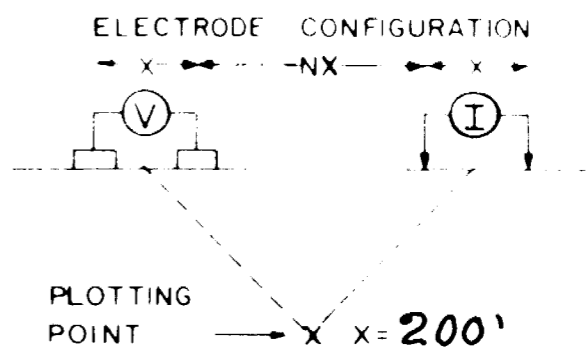 ELECTRODE CONFIGURATION
X NX X
V I
PLOTTING
POINT X X = 200'